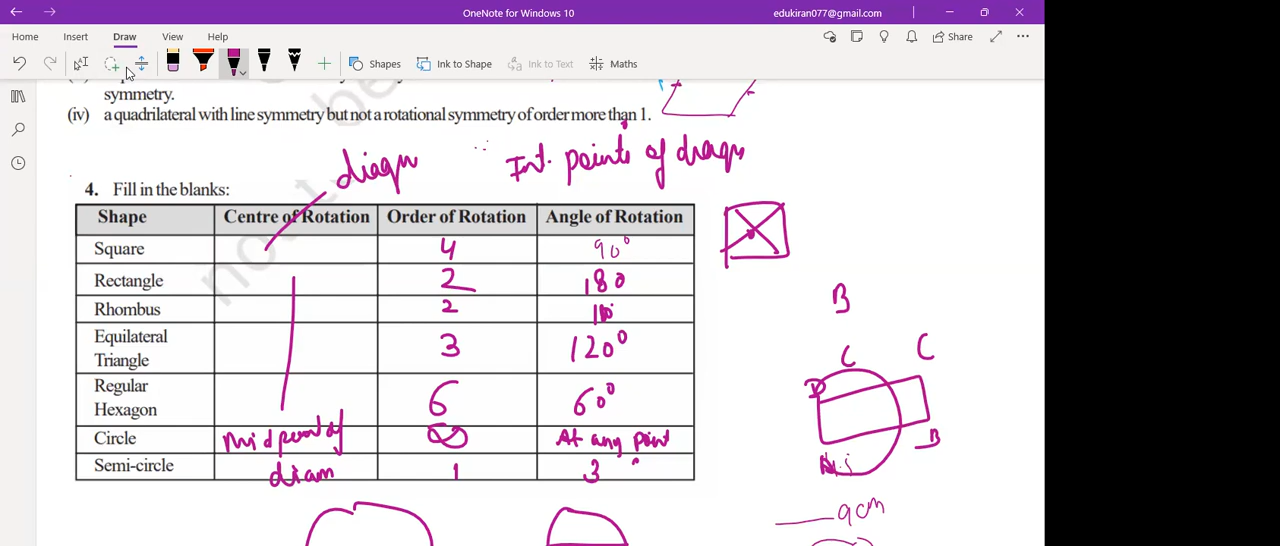 OneNote for Windows 10
edukiran077@gmail.com
Home Insert Draw View Help
Share
Shapes Ink to Shape Ink to Text Maths
symmetry.
(iv) a quadrilateral with line symmetry but not a rotational symmetry of order more than 1.
diagn
Int. points of diagn
4. Fill in the blanks:
Shape Centre of Rotation Order of Rotation Angle of Rotation
Square 4 90°
Rectangle 2 180
Rhombus 2
Equilateral Triangle 3 120°
Regular Hexagon 6 60°
Circle Mid point of ∞ At any point
Semi-circle diam 1 3
B
C
C
D
B
9cm